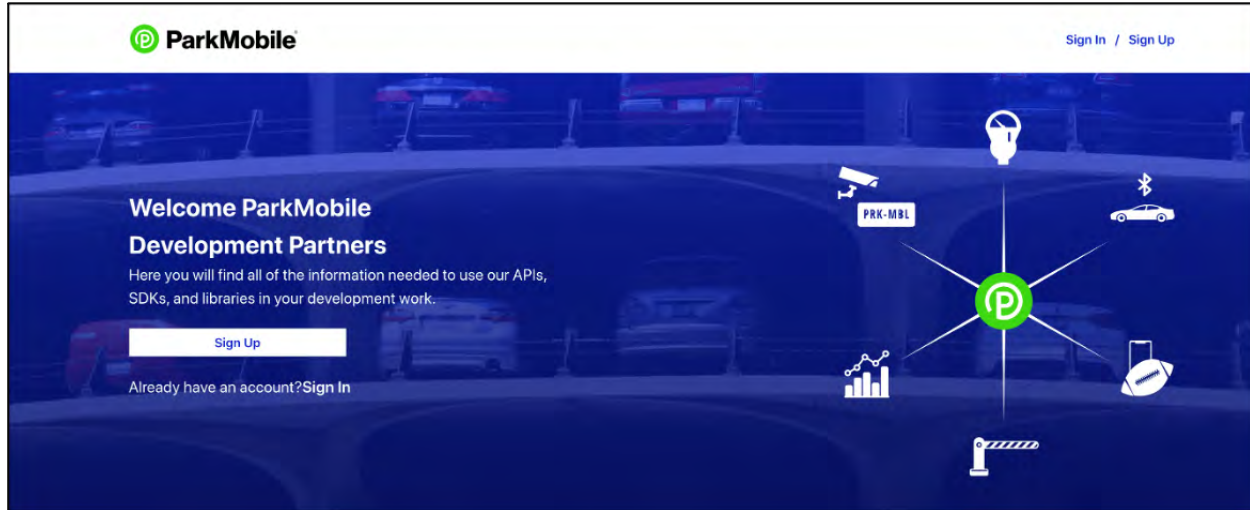 ParkMobile
Sign In / Sign Up
PRK-MBL
Welcome ParkMobile
Development Partners
Here you will find all of the information needed to use our APIs,
SDKs, and libraries in your development work.
Sign Up
Already have an account?Sign In